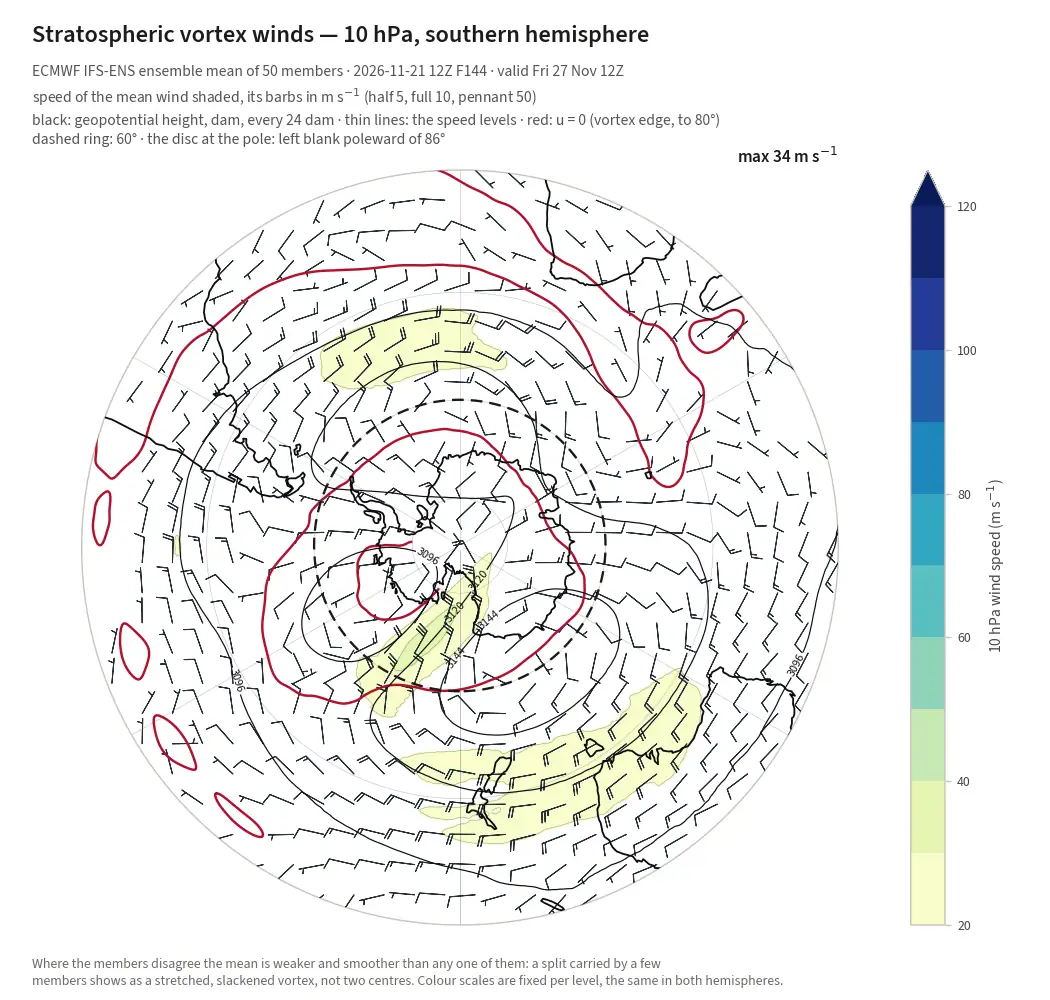 Stratospheric vortex winds — 10 hPa, southern hemisphere
ECMWF IFS-ENS ensemble mean of 50 members · 2026-11-21 12Z F144 · valid Fri 27 Nov 12Z
speed of the mean wind shaded, its barbs in m s⁻¹ (half 5, full 10, pennant 50)
black: geopotential height, dam, every 24 dam · thin lines: the speed levels · red: u = 0 (vortex edge, to 80°)
dashed ring: 60° · the disc at the pole: left blank poleward of 86°
max 34 m s⁻¹
120
100
80
60
40
20
10 hPa wind speed (m s⁻¹)
3096
3120
3120
3144
3144
3096
3096
Where the members disagree the mean is weaker and smoother than any one of them: a split carried by a few
members shows as a stretched, slackened vortex, not two centres. Colour scales are fixed per level, the same in both hemispheres.